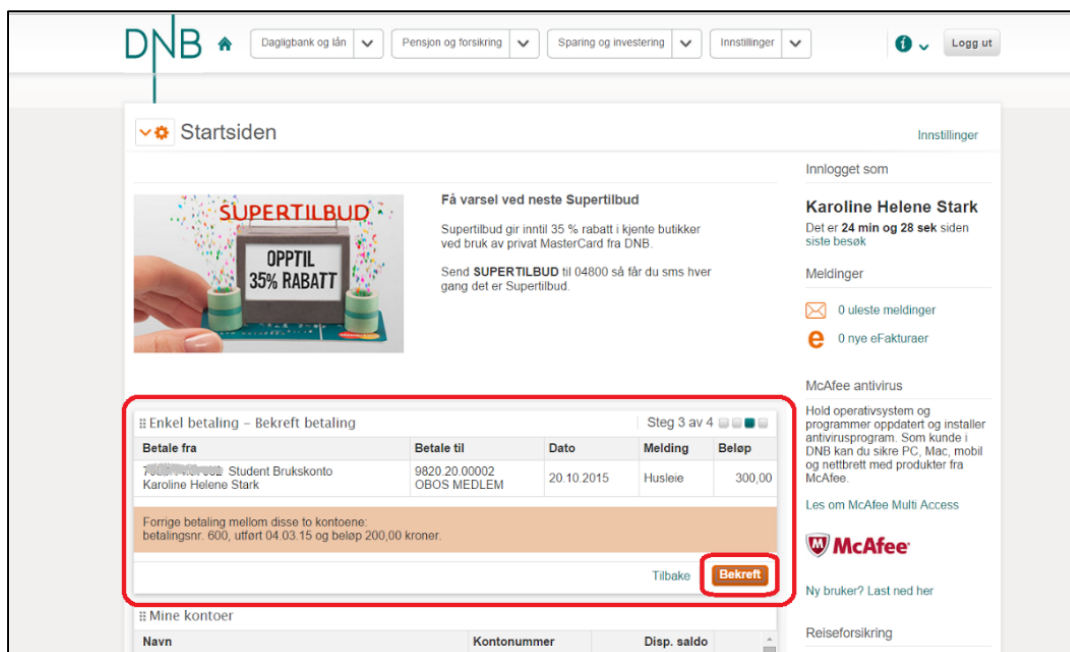 DNB
Dagligbank og lån
Pensjon og forsikring
Sparing og investering
Innstillinger
Logg ut
Startsiden
Innstillinger
SUPERTILBUD
OPPTIL
35% RABATT
Få varsel ved neste Supertilbud
Supertilbud gir inntil 35 % rabatt i kjente butikker
ved bruk av privat MasterCard fra DNB.
Send SUPERTILBUD til 04800 så får du sms hver
gang det er Supertilbud.
Innlogget som
Karoline Helene Stark
Det er 24 min og 28 sek siden
siste besøk
Meldinger
0 uleste meldinger
0 nye eFakturaer
McAfee antivirus
Hold operativsystem og
programmer oppdatert og installer
antivirusprogram. Som kunde i
DNB kan du sikre PC, Mac, mobil
og nettbrett med produkter fra
McAfee.
Les om McAfee Multi Access
McAfee
Ny bruker? Last ned her
Reiseforsikring
Enkel betaling – Bekreft betaling
Steg 3 av 4
Betale fra Betale til Dato Melding Beløp
Student Brukskonto
Karoline Helene Stark
9820.20.00002
OBOS MEDLEM
20.10.2015
Husleie
300,00
Forrige betaling mellom disse to kontoene:
betalingsnr. 600, utført 04.03.15 og beløp 200,00 kroner.
Tilbake
Bekreft
Mine kontoer
Navn Kontonummer Disp. saldo